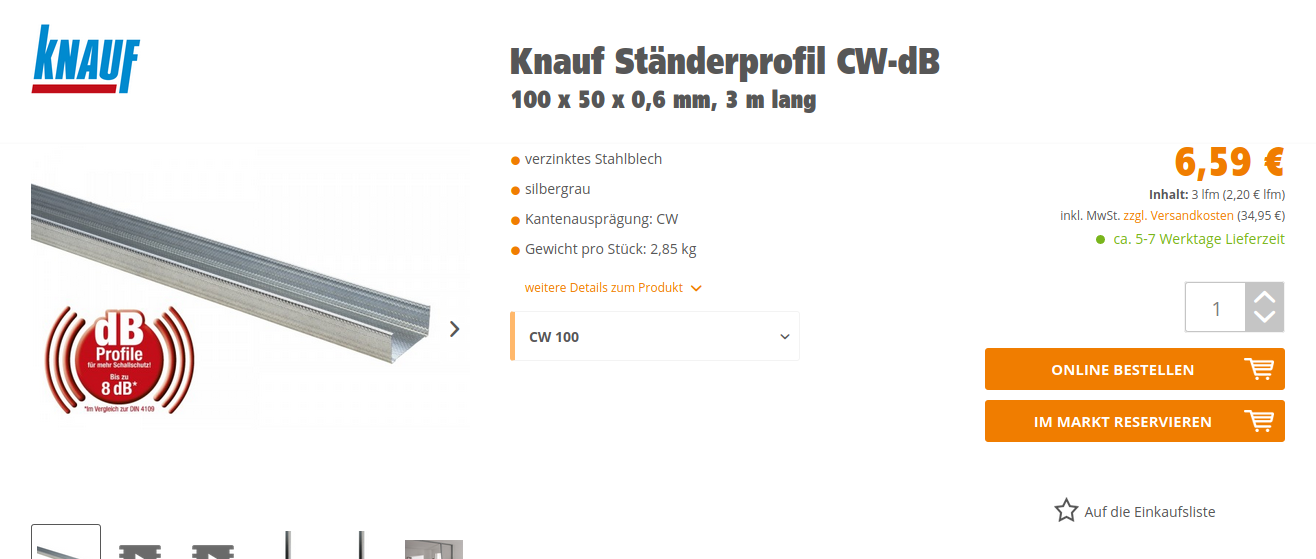 KNAUF
Knauf Ständerprofil CW-dB
100 x 50 x 0,6 mm, 3 m lang
verzinktes Stahlblech
silbergrau
Kantenausprägung: CW
Gewicht pro Stück: 2,85 kg
weitere Details zum Produkt
CW 100
6,59 €
Inhalt: 3 lfm (2,20 € lfm)
inkl. MwSt. zzgl. Versandkosten (34,95 €)
ca. 5-7 Werktage Lieferzeit
1
ONLINE BESTELLEN
IM MARKT RESERVIEREN
Auf die Einkaufsliste
dB
Profile
für mehr Schallschutz!
Bis zu
8 dB*
*Im Vergleich zur DIN 4109